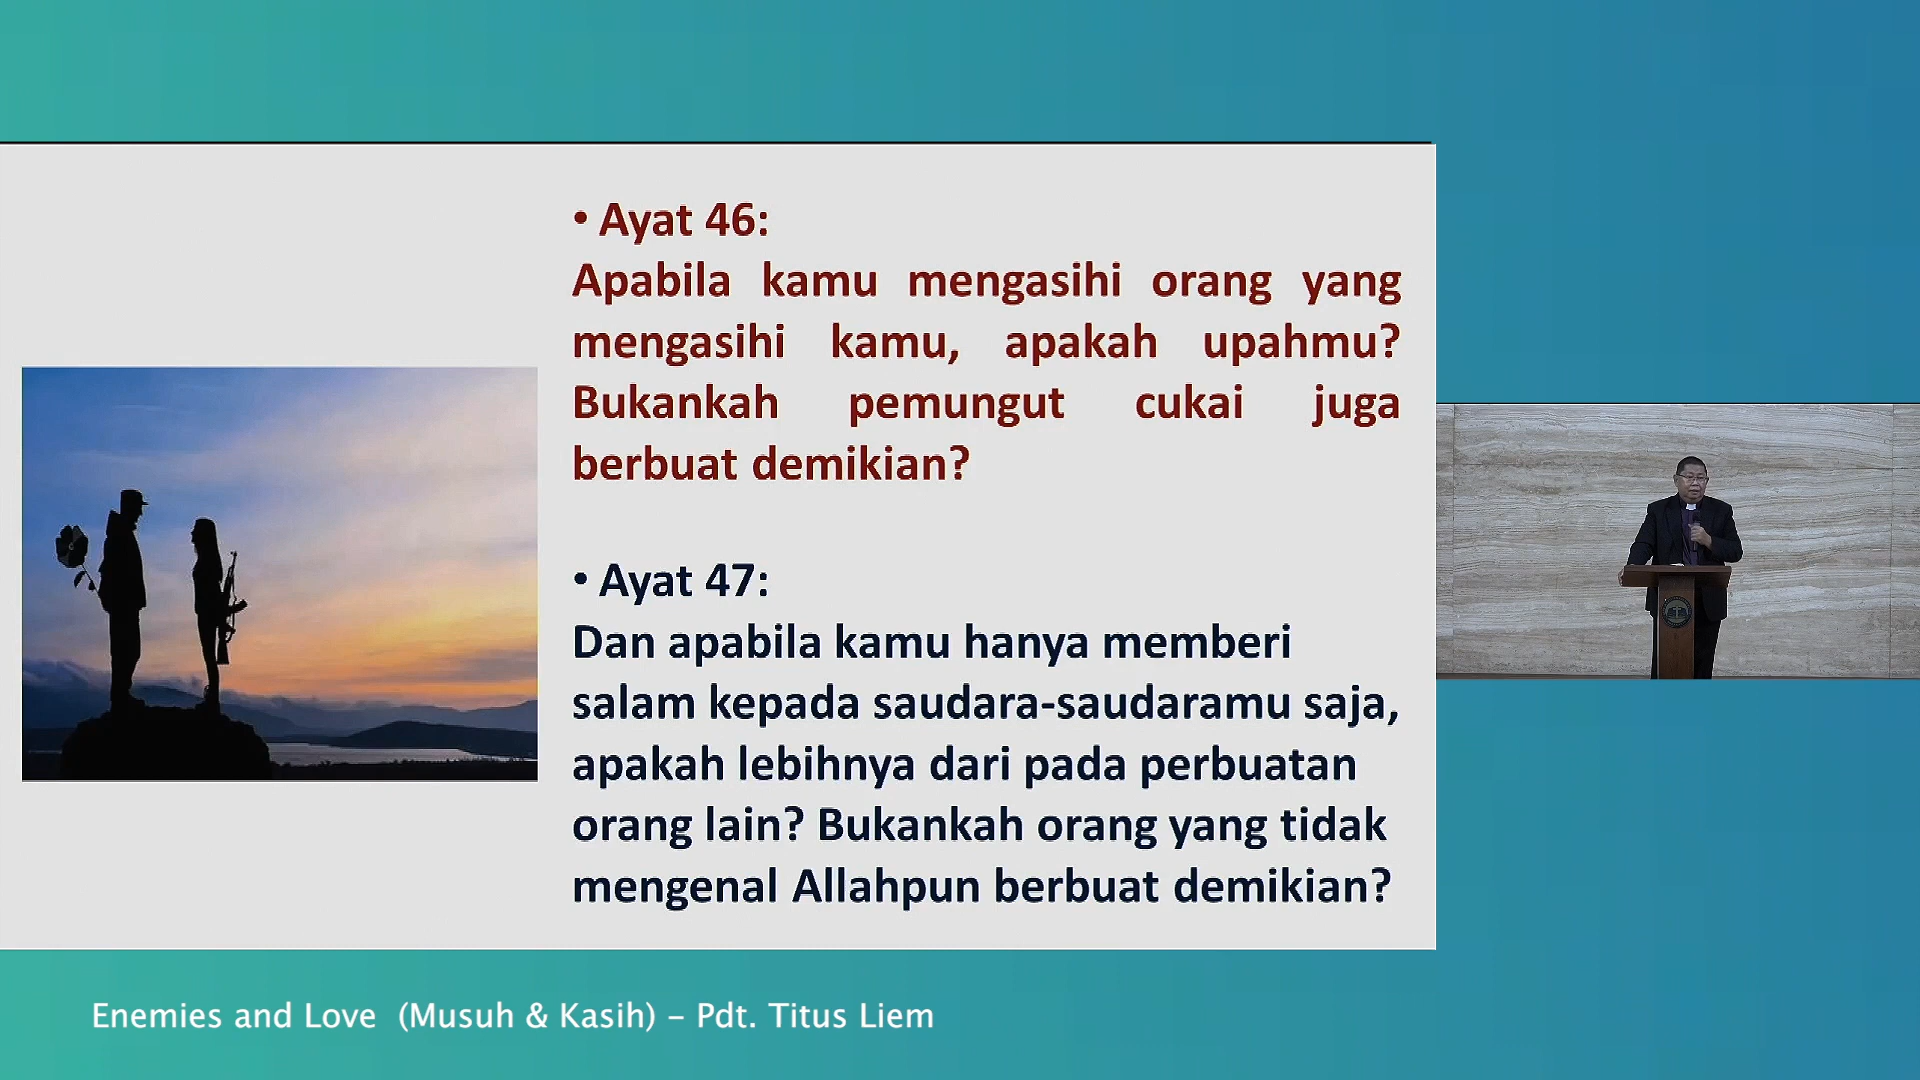 • Ayat 46:
Apabila kamu mengasihi orang yang
mengasihi kamu, apakah upahmu?
Bukankah pemungut cukai juga
berbuat demikian?
• Ayat 47:
Dan apabila kamu hanya memberi
salam kepada saudara-saudaramu saja,
apakah lebihnya dari pada perbuatan
orang lain? Bukankah orang yang tidak
mengenal Allahpun berbuat demikian?
Enemies and Love (Musuh & Kasih) – Pdt. Titus Liem